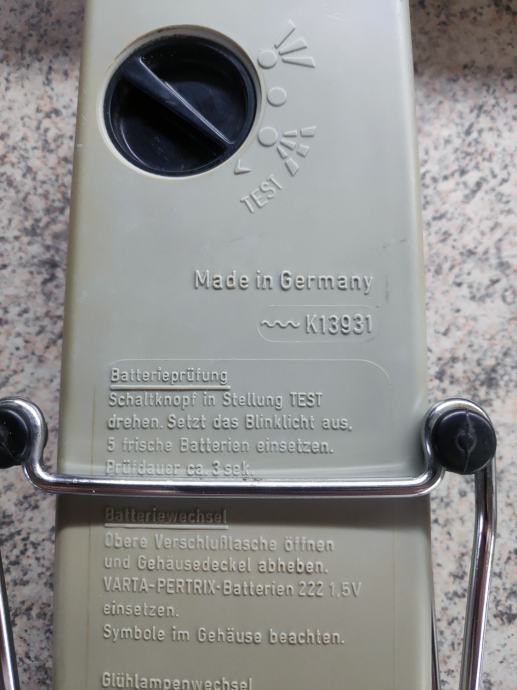 TEST
Made in Germany
K13931
Batterieprüfung
Schaltknopf in Stellung TEST
drehen. Setzt das Blinklicht aus,
5 frische Batterien einsetzen.
Prüfdauer ca. 3 sek.
Batteriewechsel
Obere Verschlußlasche öffnen
und Gehäusedeckel abheben.
VARTA-PERTRIX-Batterien 222 1,5V
einsetzen.
Symbole im Gehäuse beachten.
Glühlampenwechsel